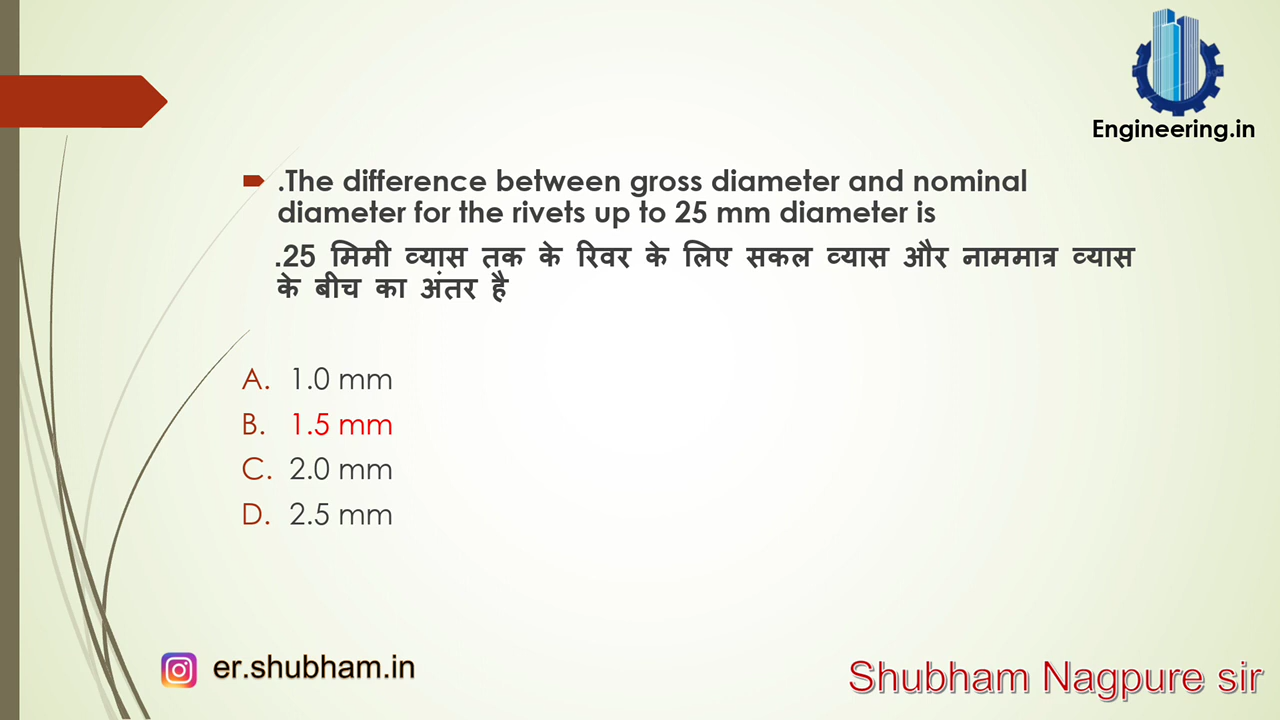 Engineering.in
.The difference between gross diameter and nominal
diameter for the rivets up to 25 mm diameter is
.25 मिमी व्यास तक के रिवर के लिए सकल व्यास और नाममात्र व्यास
के बीच का अंतर है
A. 1.0 mm
B. 1.5 mm
C. 2.0 mm
D. 2.5 mm
er.shubham.in
Shubham Nagpure sir